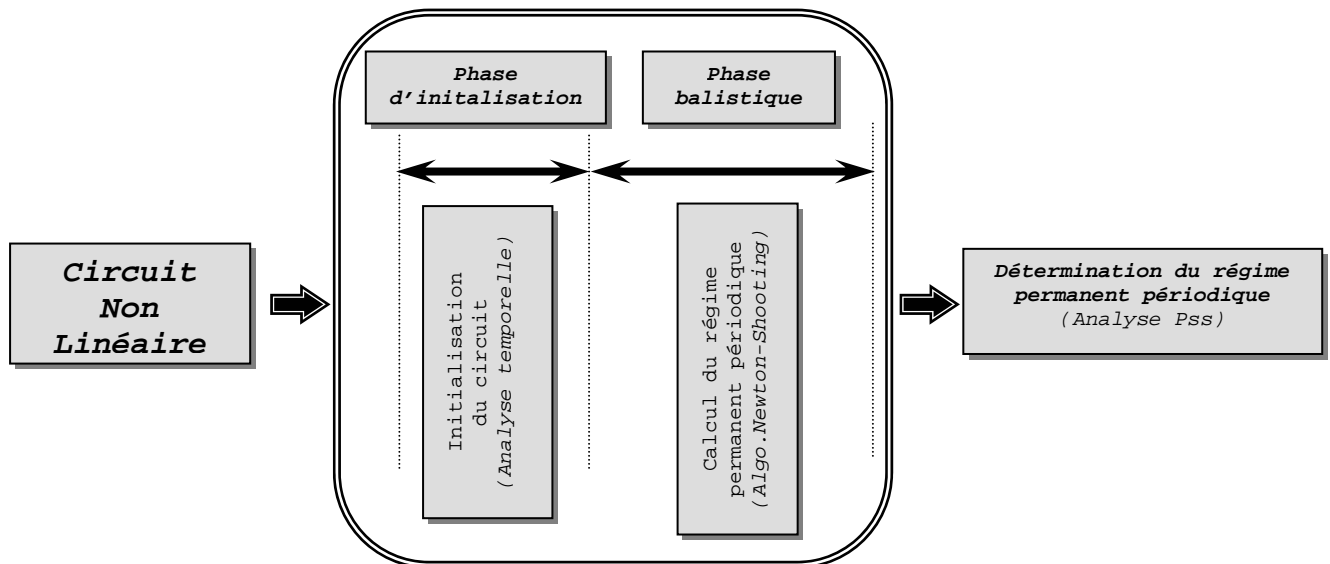 Phase
d'initalisation
Phase
balistique
Circuit
Non
Linéaire
Initialisation
du circuit
(Analyse temporelle)
Calcul du régime
permanent périodique
(Algo.Newton-Shooting)
Détermination du régime
permanent périodique
(Analyse Pss)